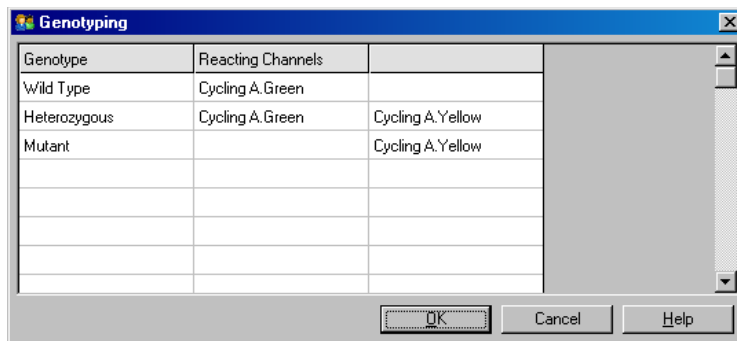 Genotyping
Genotype Reacting Channels
Wild Type Cycling A.Green
Heterozygous Cycling A.Green Cycling A.Yellow
Mutant Cycling A.Yellow
OK Cancel Help